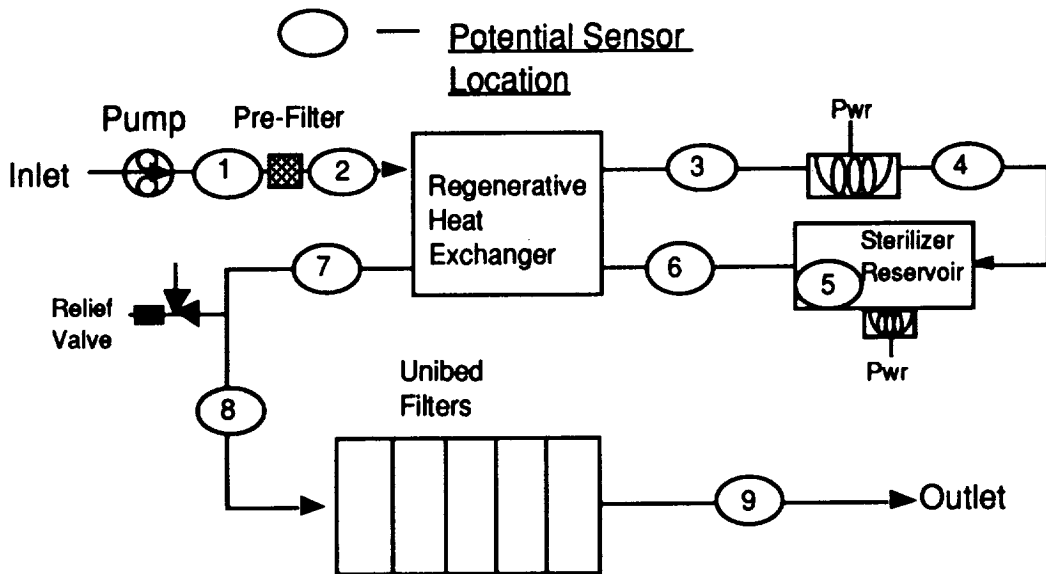 Potential Sensor
Location
Pump
Pre-Filter
Inlet
1
2
Regenerative
Heat
Exchanger
3
Pwr
4
Sterilizer
Reservoir
5
Pwr
6
7
Relief
Valve
8
Unibed
Filters
9
Outlet